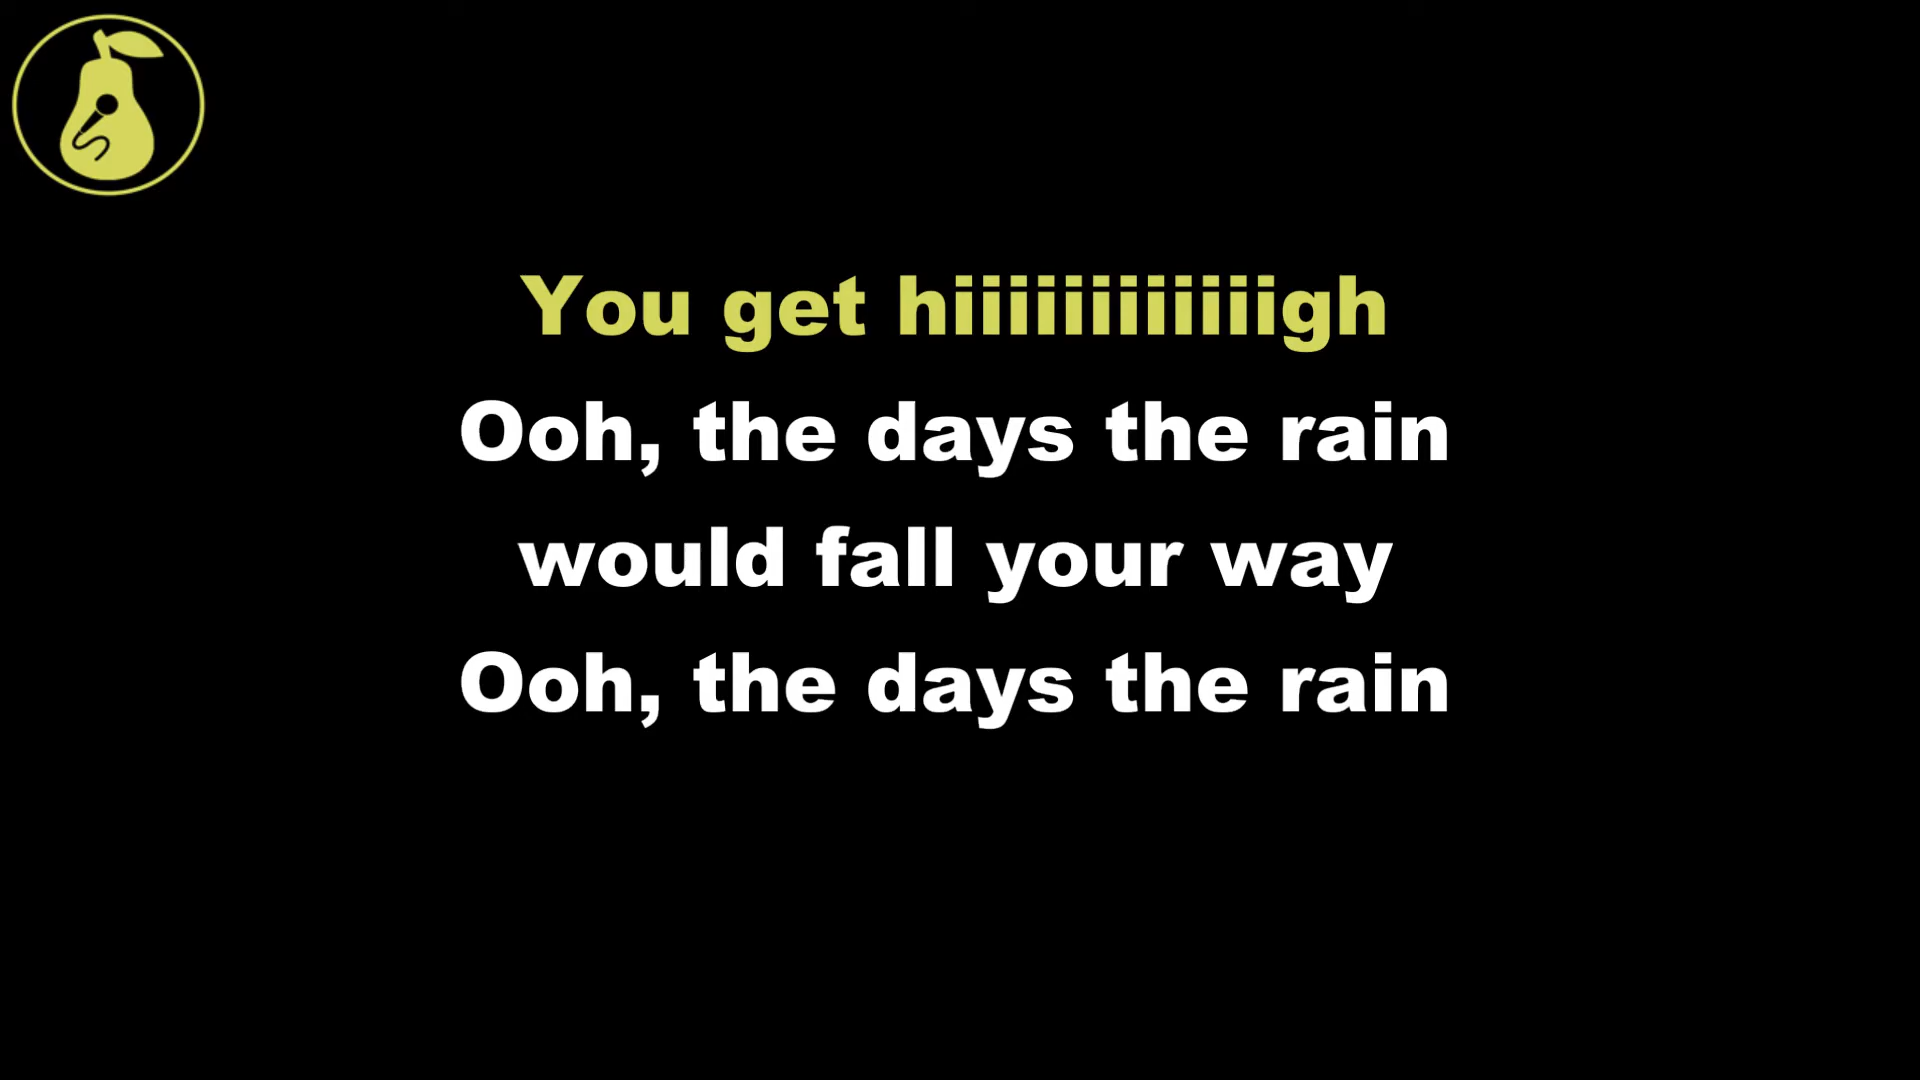 You get hiiiiiiiiiiiigh
Ooh, the days the rain
would fall your way
Ooh, the days the rain